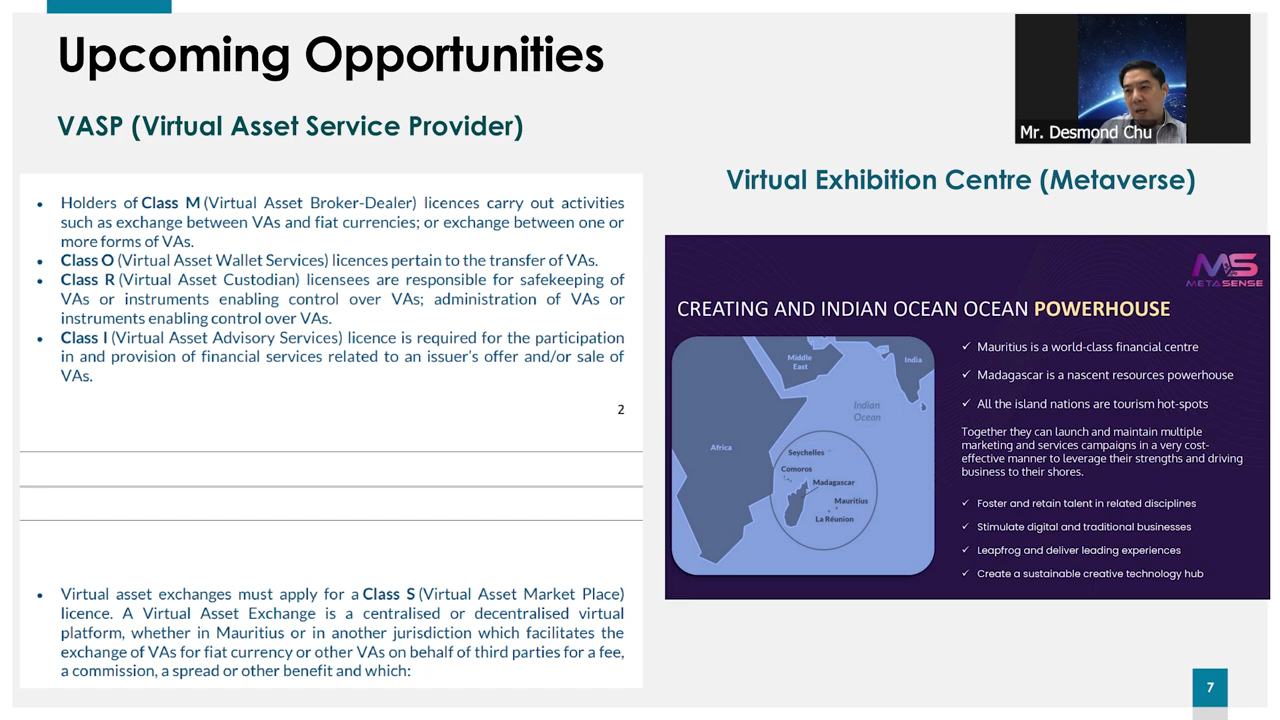 Upcoming Opportunities
VASP (Virtual Asset Service Provider)
Mr. Desmond Chu
Virtual Exhibition Centre (Metaverse)
• Holders of Class M (Virtual Asset Broker-Dealer) licences carry out activities
such as exchange between VAs and fiat currencies; or exchange between one or
more forms of VAs.
• Class O (Virtual Asset Wallet Services) licences pertain to the transfer of VAs.
• Class R (Virtual Asset Custodian) licensees are responsible for safekeeping of
VAs or instruments enabling control over VAs; administration of VAs or
instruments enabling control over VAs.
• Class I (Virtual Asset Advisory Services) licence is required for the participation
in and provision of financial services related to an issuer's offer and/or sale of
VAs.
2
• Virtual asset exchanges must apply for a Class S (Virtual Asset Market Place)
licence. A Virtual Asset Exchange is a centralised or decentralised virtual
platform, whether in Mauritius or in another jurisdiction which facilitates the
exchange of VAs for fiat currency or other VAs on behalf of third parties for a fee,
a commission, a spread or other benefit and which:
MS
METASENSE
CREATING AND INDIAN OCEAN OCEAN POWERHOUSE
Middle
East
India
Indian
Ocean
Africa
Seychelles
Comoros
Madagascar
Mauritius
La Réunion
✓ Mauritius is a world-class financial centre
✓ Madagascar is a nascent resources powerhouse
✓ All the island nations are tourism hot-spots
Together they can launch and maintain multiple
marketing and services campaigns in a very cost-
effective manner to leverage their strengths and driving
business to their shores.
✓ Foster and retain talent in related disciplines
✓ Stimulate digital and traditional businesses
✓ Leapfrog and deliver leading experiences
✓ Create a sustainable creative technology hub
7